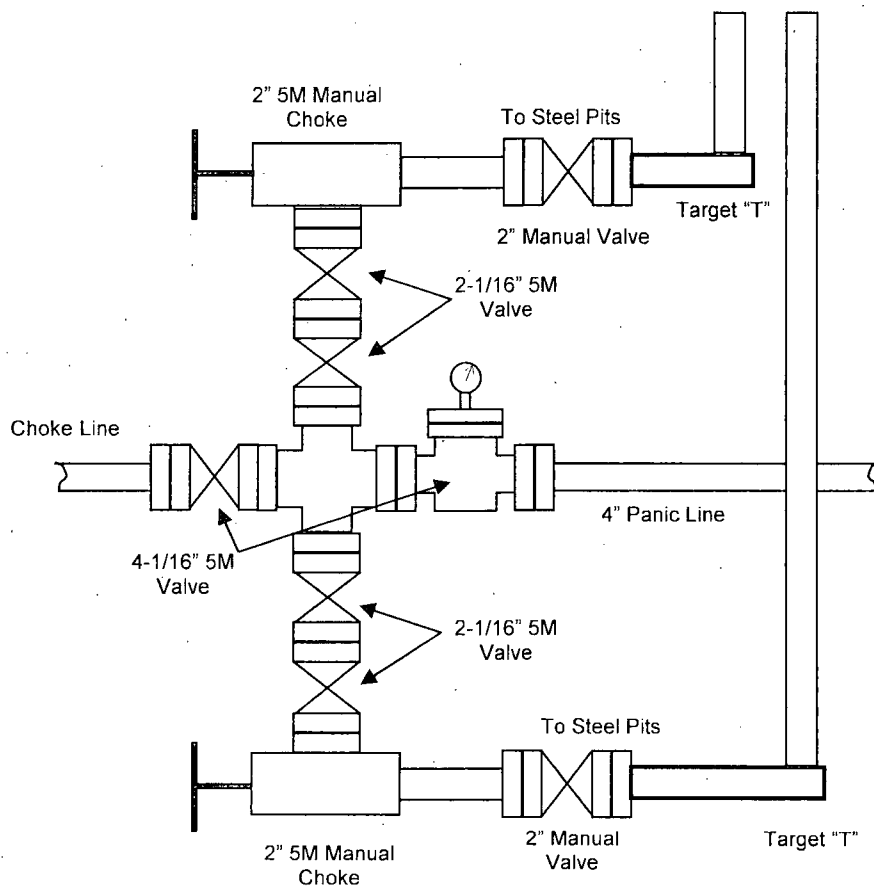 2" 5M Manual
Choke
To Steel Pits
Target "T"
2" Manual Valve
2-1/16" 5M
Valve
Choke Line
4" Panic Line
4-1/16" 5M
Valve
2-1/16" 5M
Valve
To Steel Pits
2" Manual
Valve
Target "T"
2" 5M Manual
Choke